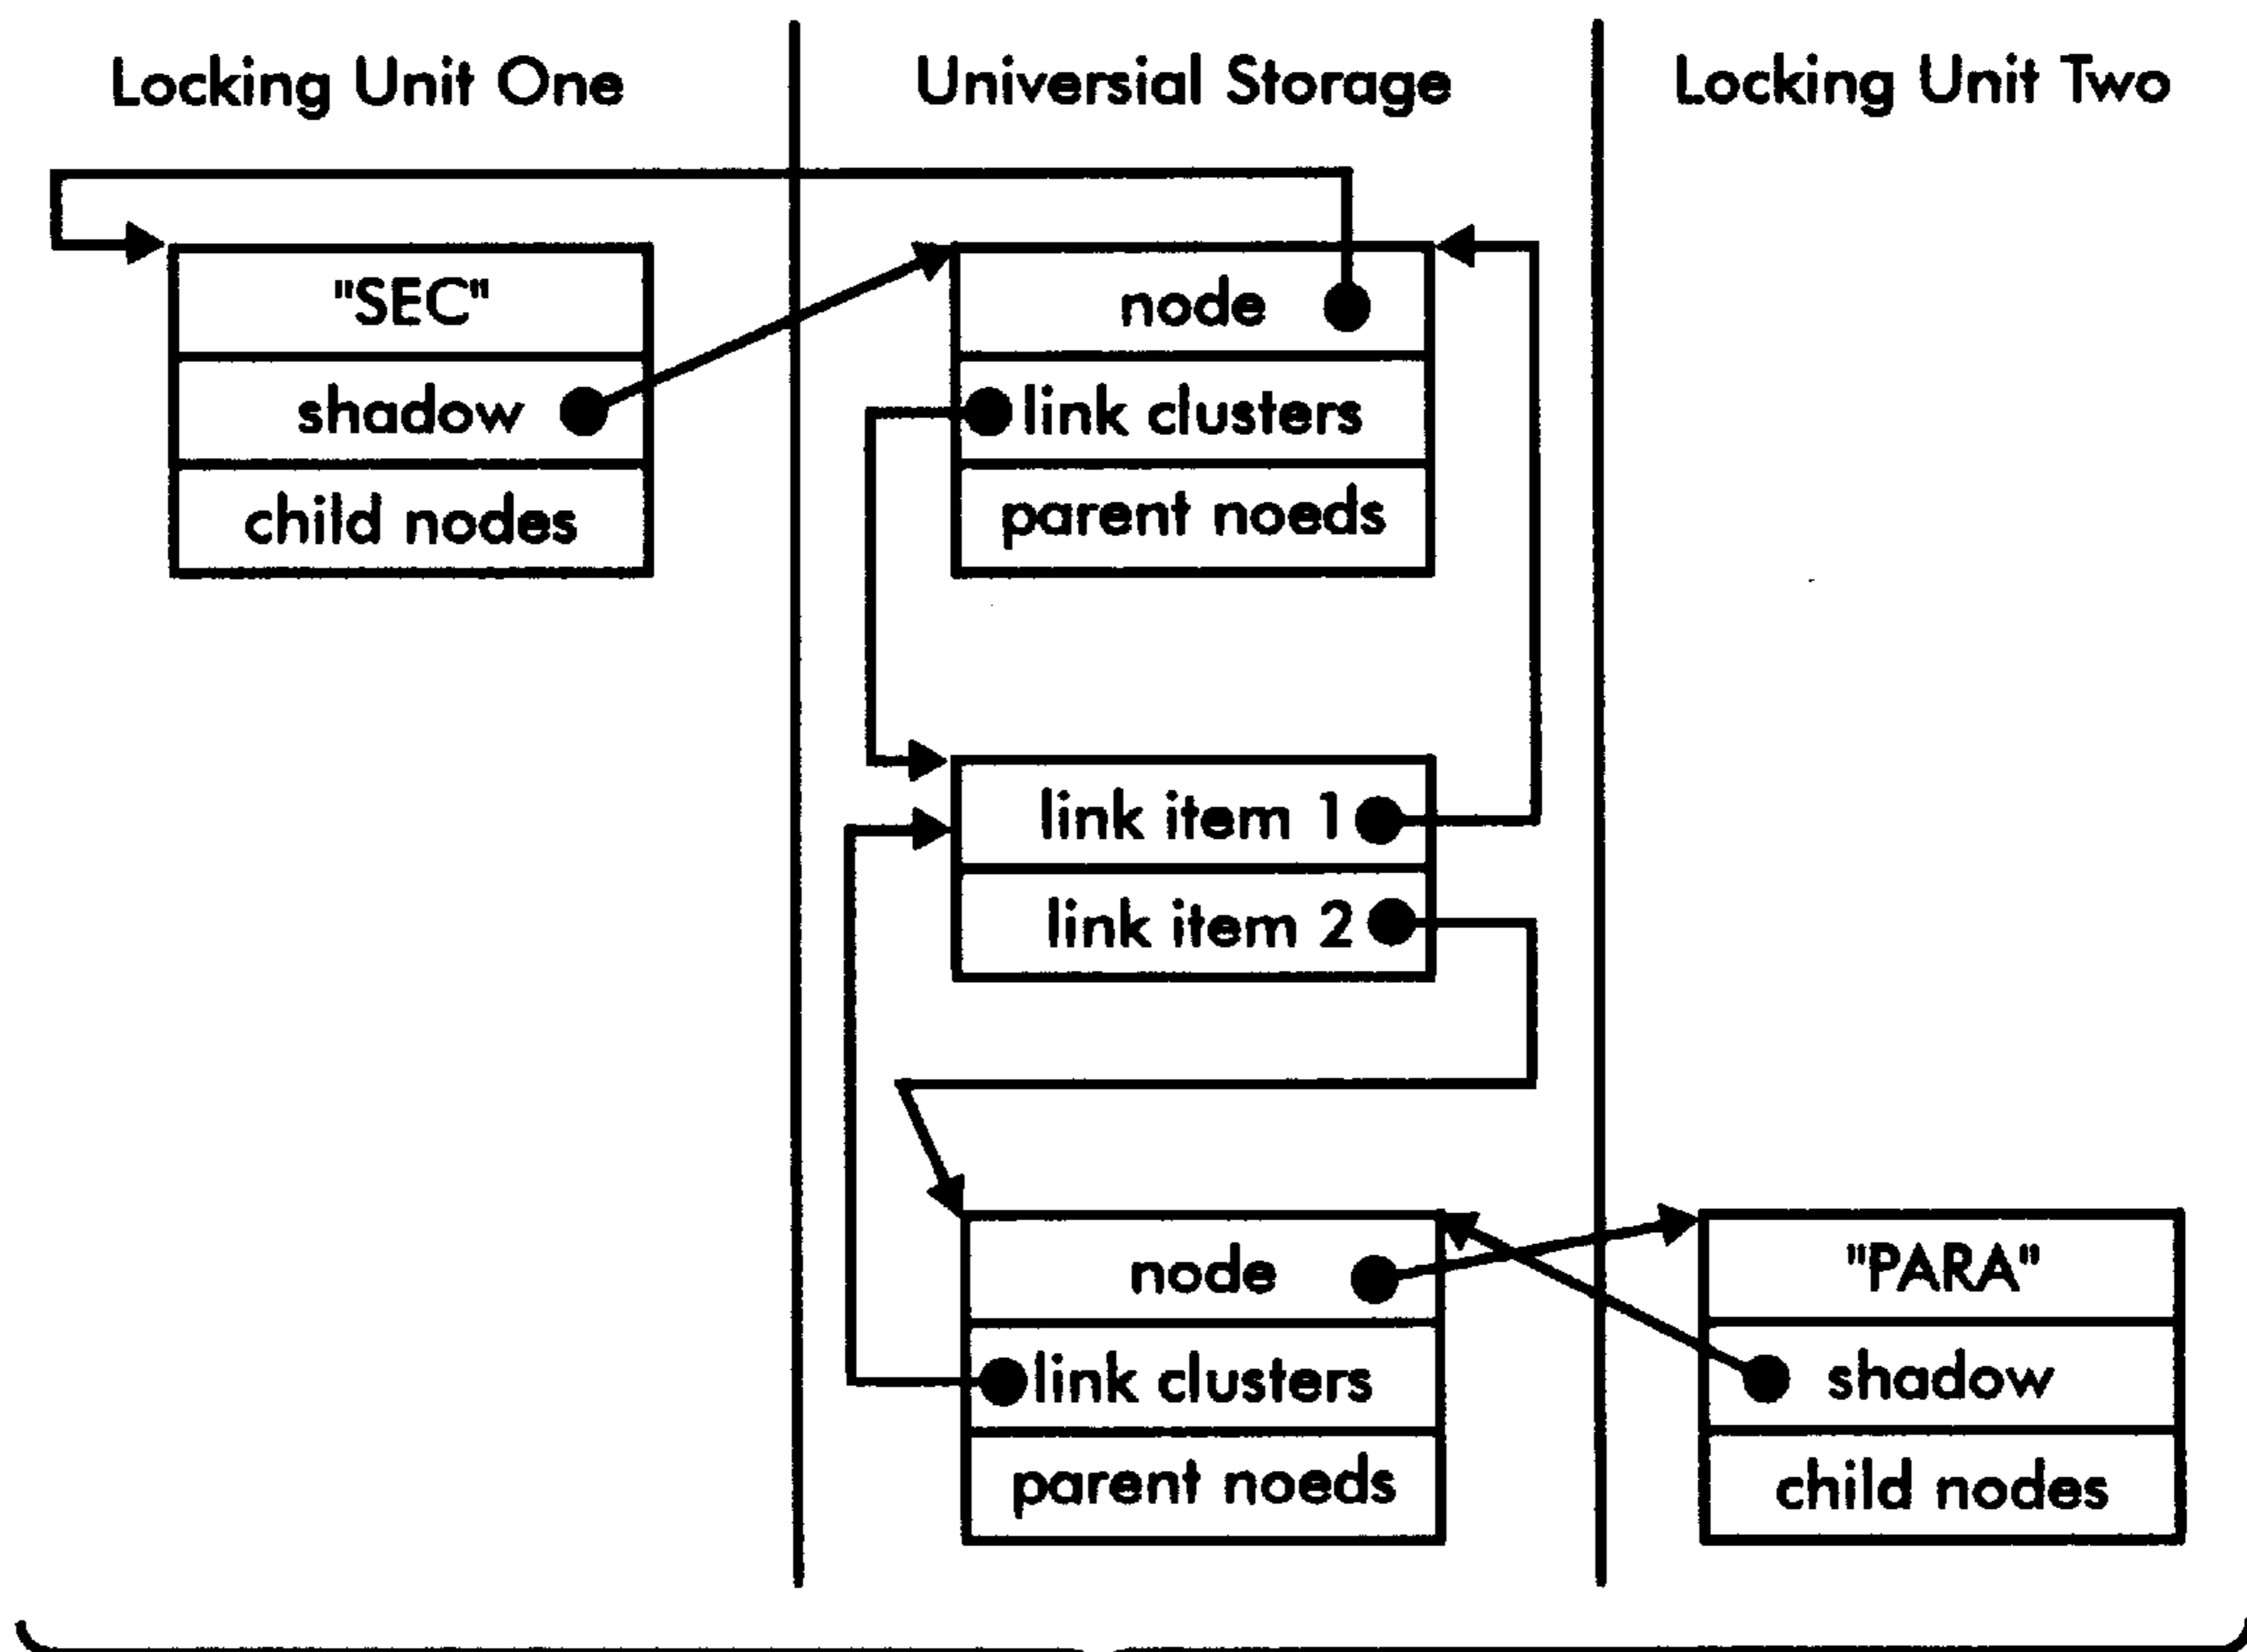 Locking Unit One
Universial Storage
Locking Unit Two
"SEC"
shadow
child nodes
node
link clusters
parent noeds
link item 1
link item 2
node
link clusters
parent noeds
"PARA"
shadow
child nodes